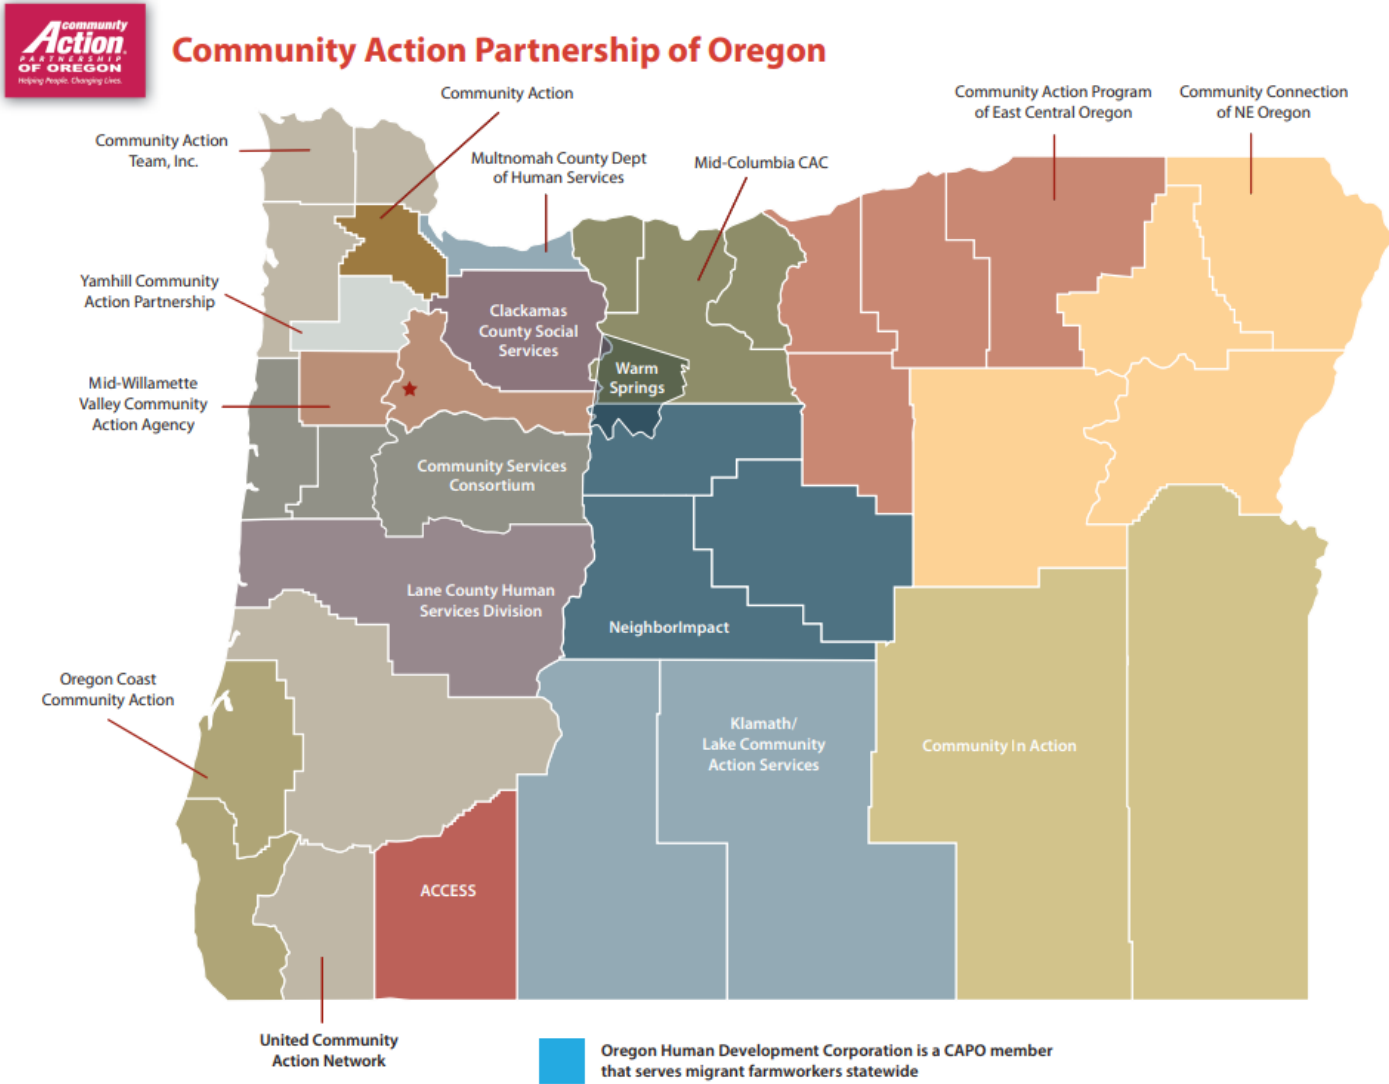 community
Action
PARTNERSHIP
OF OREGON
Helping People. Changing Lives.
Community Action Partnership of Oregon
Community Action
Community Action Program
of East Central Oregon
Community Connection
of NE Oregon
Community Action
Team, Inc.
Multnomah County Dept
of Human Services
Mid-Columbia CAC
Yamhill Community
Action Partnership
Clackamas
County Social
Services
Warm
Springs
Mid-Willamette
Valley Community
Action Agency
Community Services
Consortium
Lane County Human
Services Division
NeighborImpact
Oregon Coast
Community Action
Klamath/
Lake Community
Action Services
Community In Action
ACCESS
United Community
Action Network
Oregon Human Development Corporation is a CAPO member
that serves migrant farmworkers statewide